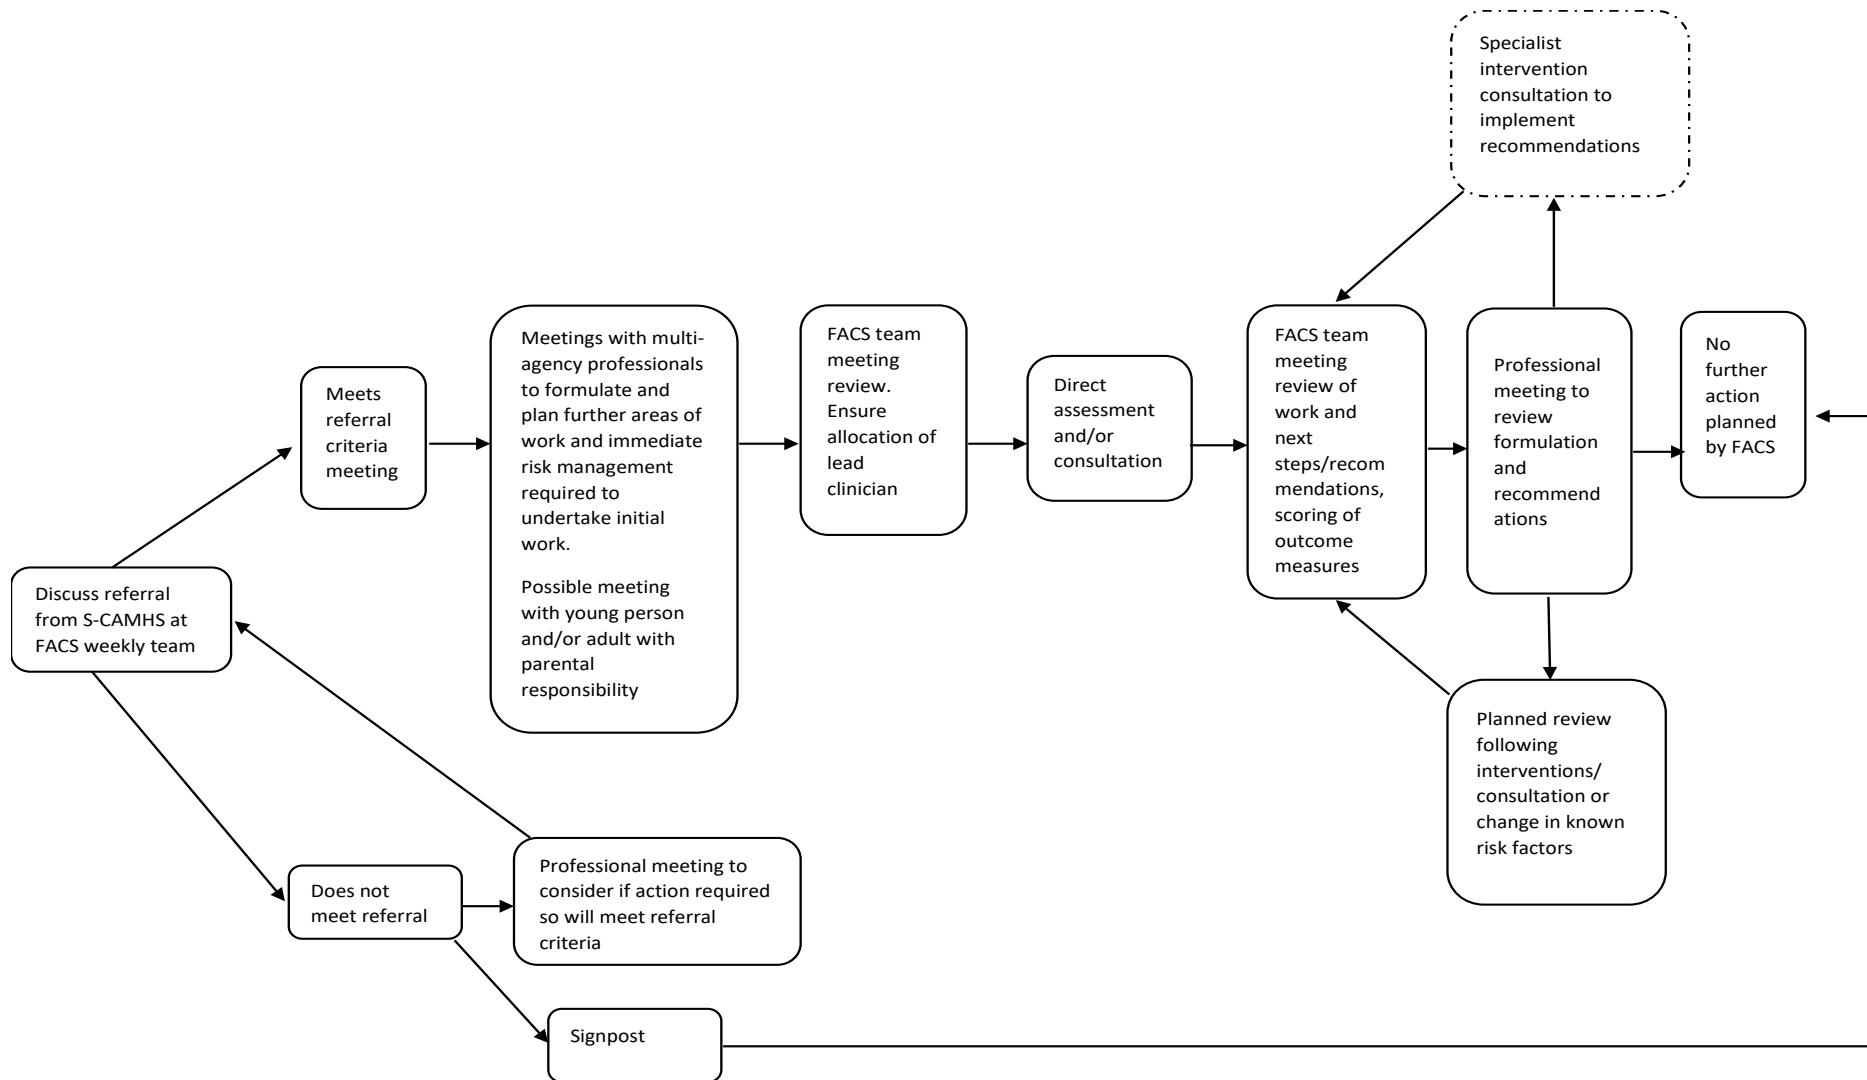 Specialist
intervention
consultation to
implement
recommendations
Meets
referral
criteria
meeting
Meetings with multi-
agency professionals
to formulate and
plan further areas of
work and immediate
risk management
required to
undertake initial
work.
Possible meeting
with young person
and/or adult with
parental
responsibility
FACS team
meeting
review.
Ensure
allocation of
lead
clinician
Direct
assessment
and/or
consultation
FACS team
meeting
review of
work and
next
steps/recom
mendations,
scoring of
outcome
measures
Professional
meeting to
review
formulation
and
recommend
ations
No
further
action
planned
by FACS
Discuss referral
from S-CAMHS at
FACS weekly team
Planned review
following
interventions/
consultation or
change in known
risk factors
Does not
meet referral
Professional meeting to
consider if action required
so will meet referral
criteria
Signpost